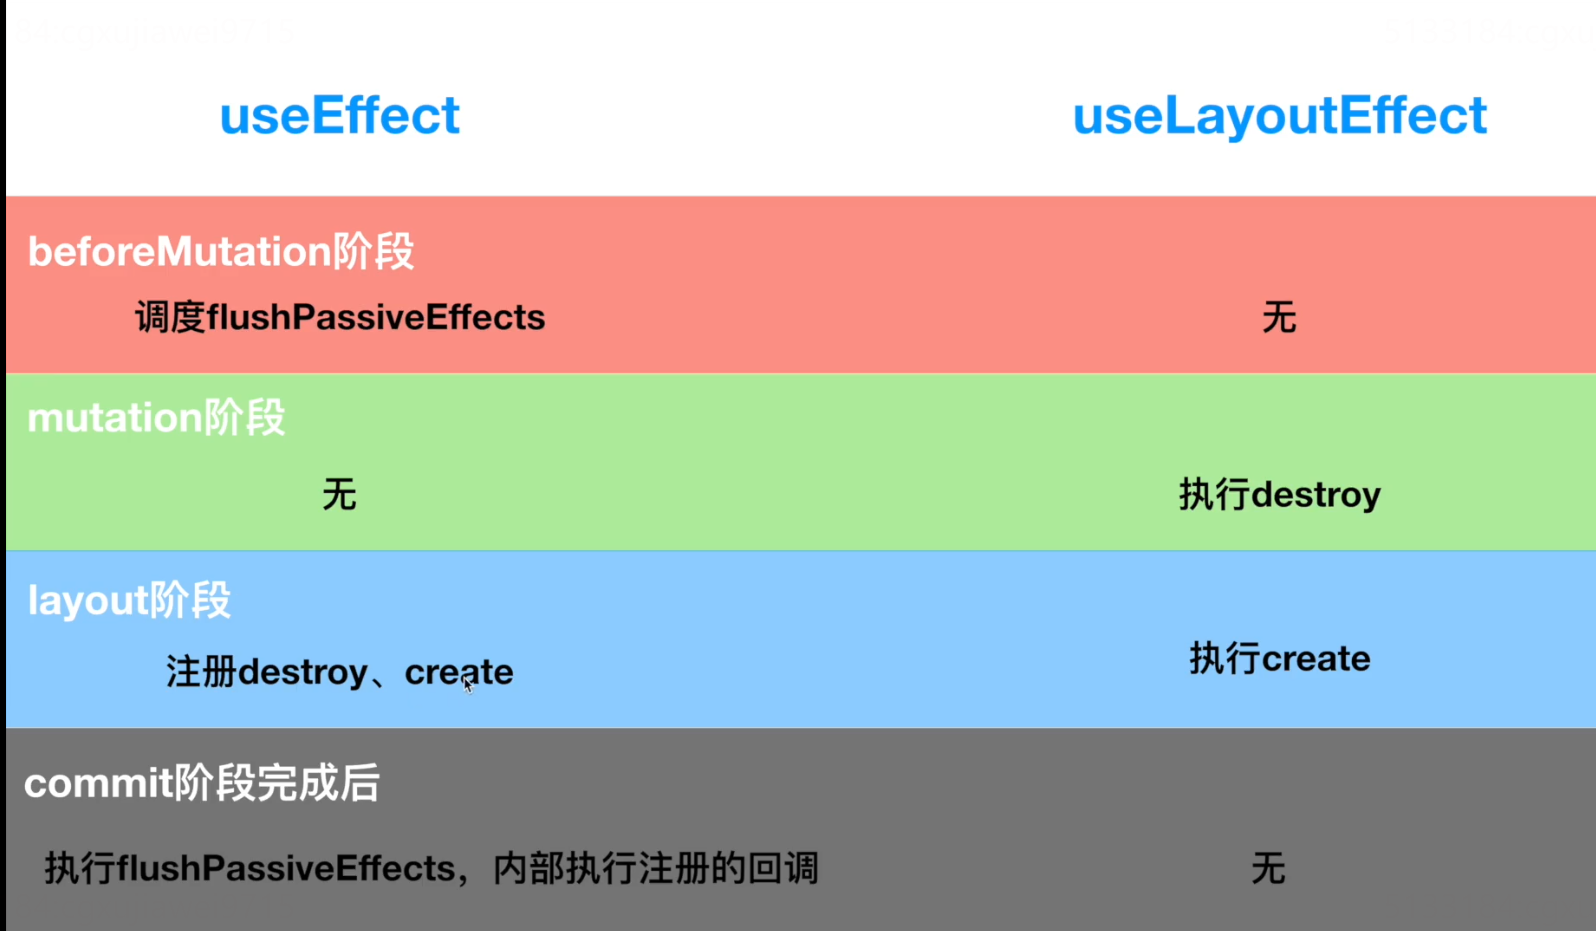 useEffect
useLayoutEffect
beforeMutation阶段
调度flushPassiveEffects
无
mutation阶段
无
执行destroy
layout阶段
注册destroy、create
执行create
commit阶段完成后
执行flushPassiveEffects，内部执行注册的回调
无